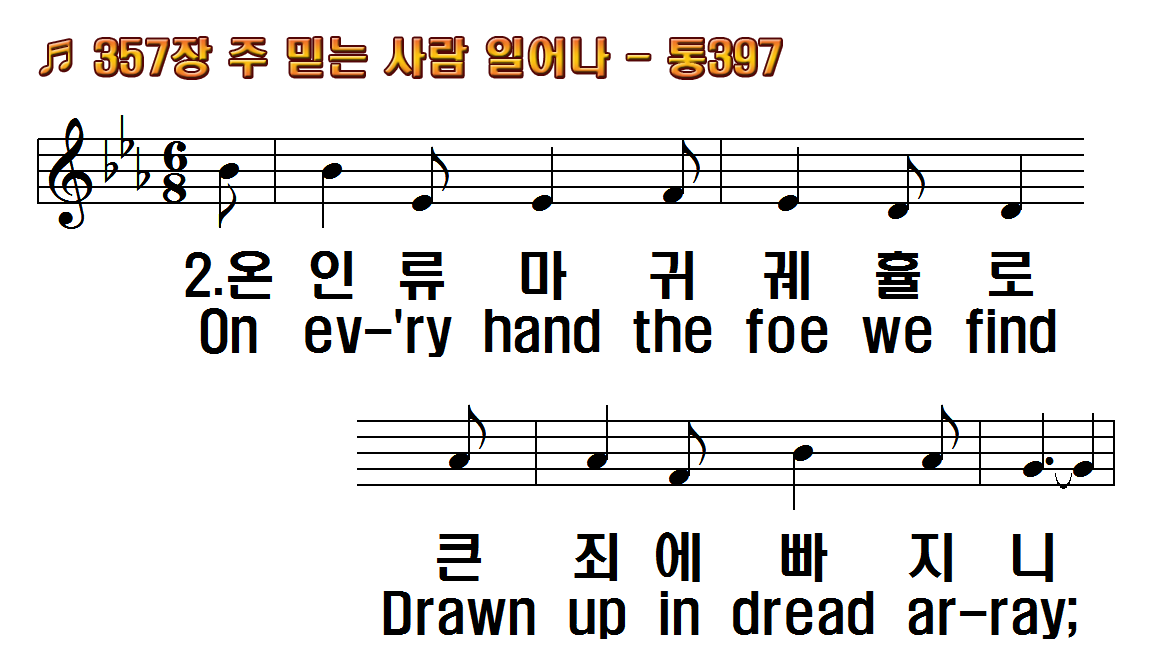 ♬ 357장 주 믿는 사람 일어나 - 통397
6
8
2.온 인 류 마 귀 궤 휼 로
On ev-'ry hand the foe we find
큰 죄 에 빠 지 니
Drawn up in dread ar-ray;